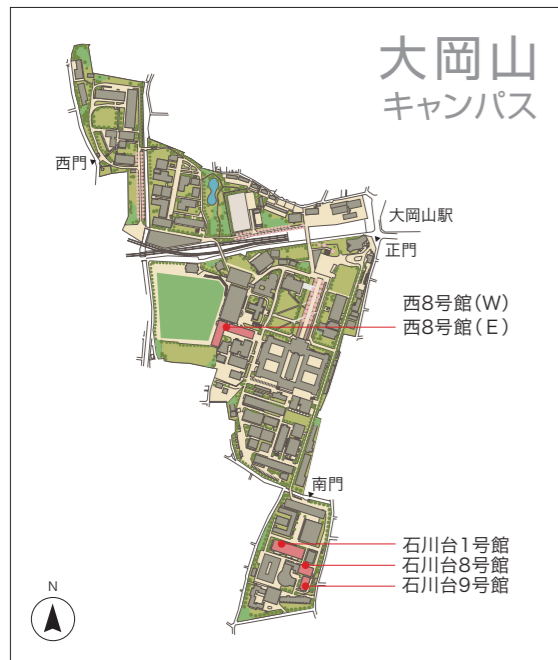 大岡山
キャンパス
西門
大岡山駅
正門
西8号館(W)
西8号館(E)
南門
石川台1号館
石川台8号館
石川台9号館
N